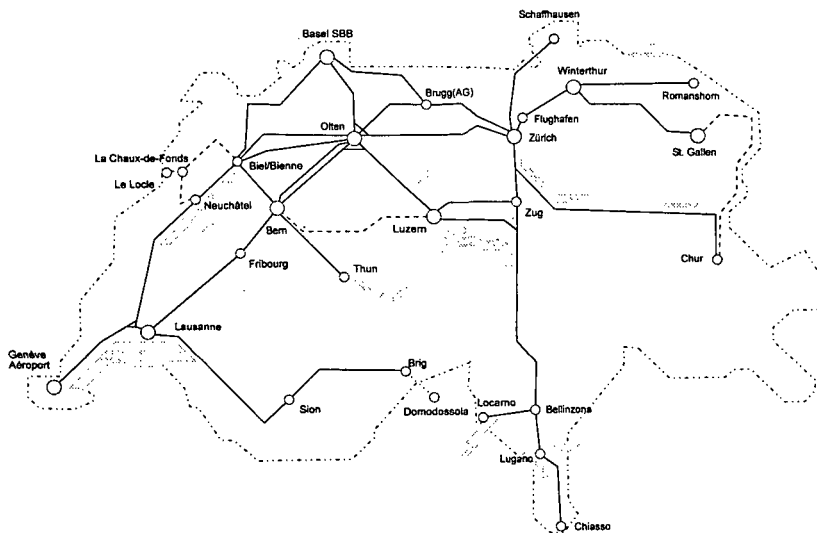 Schaffhausen
Basel SBB
Winterthur
Brugg(AG)
Romanshorn
Olten
Flughafen
Zürich
La Chaux-de-Fonds
St. Gallen
Biel/Bienne
Le Locle
Neuchâtel
Zug
Bern
Luzern
Fribourg
Thun
Chur
Lausanne
Genève
Aéroport
Brig
Locarno
Bellinzona
Sion
Domodossola
Lugano
Chiasso